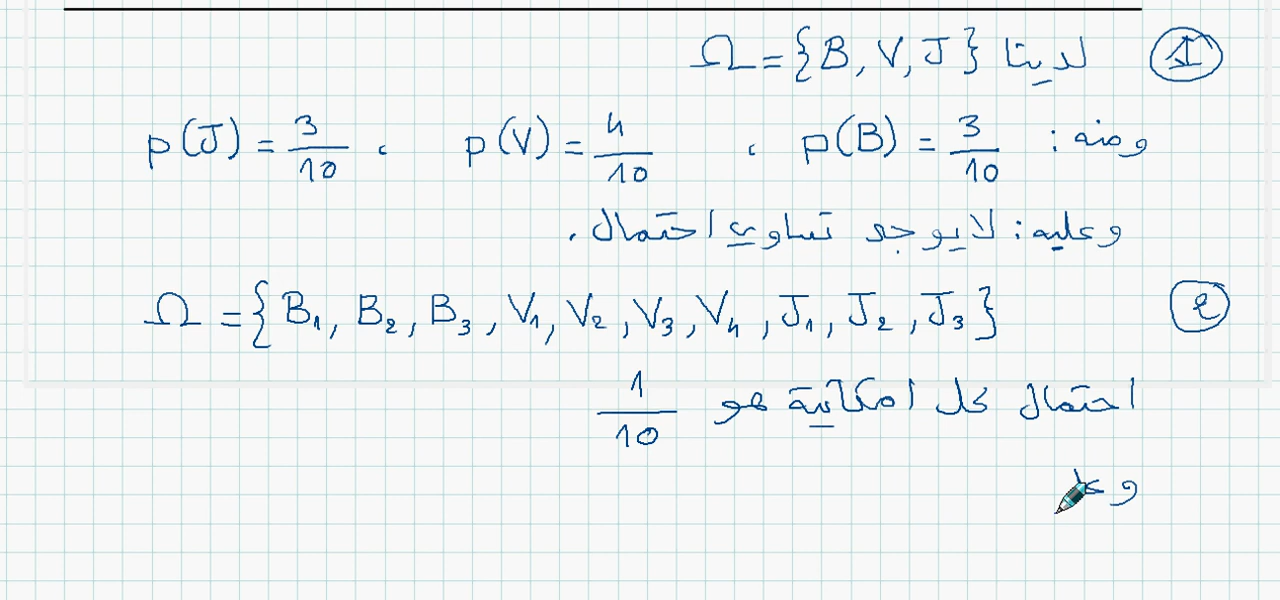 ① لدينا Ω = {B, V, J}
ومنه: p(B) = 3/10 ، p(V) = 4/10 ، p(J) = 3/10
وعليه: لا يوجد تساوي احتمال.
② Ω = {B₁, B₂, B₃, V₁, V₂, V₃, V₄, J₁, J₂, J₃}
احتمال كل امكانية هو 1/10